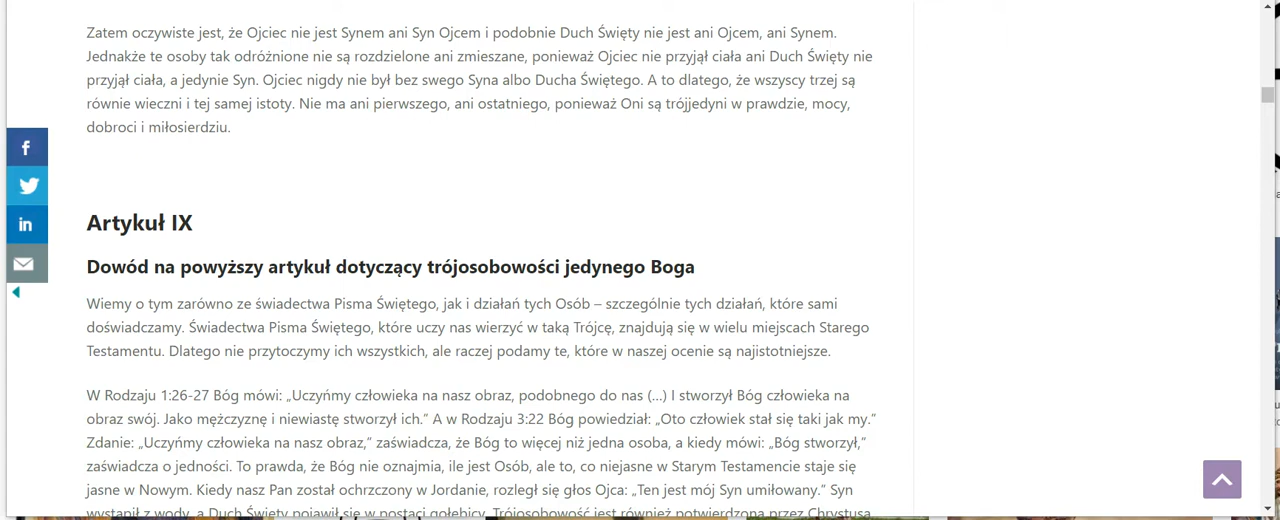 Zatem oczywiste jest, że Ojciec nie jest Synem ani Syn Ojcem i podobnie Duch Święty nie jest ani Ojcem, ani Synem.
Jednakże te osoby tak odróżnione nie są rozdzielone ani zmieszane, ponieważ Ojciec nie przyjął ciała ani Duch Święty nie
przyjął ciała, a jedynie Syn. Ojciec nigdy nie był bez swego Syna albo Ducha Świętego. A to dlatego, że wszyscy trzej są
równie wieczni i tej samej istoty. Nie ma ani pierwszego, ani ostatniego, ponieważ Oni są trójjedyni w prawdzie, mocy,
dobroci i miłosierdziu.
Artykuł IX
Dowód na powyższy artykuł dotyczący trójosobowości jedynego Boga
Wiemy o tym zarówno ze świadectwa Pisma Świętego, jak i działań tych Osób – szczególnie tych działań, które sami
doświadczamy. Świadectwa Pisma Świętego, które uczy nas wierzyć w taką Trójcę, znajdują się w wielu miejscach Starego
Testamentu. Dlatego nie przytoczymy ich wszystkich, ale raczej podamy te, które w naszej ocenie są najistotniejsze.
W Rodzaju 1:26-27 Bóg mówi: „Uczyńmy człowieka na nasz obraz, podobnego do nas (...) I stworzył Bóg człowieka na
obraz swój. Jako mężczyznę i niewiastę stworzył ich.” A w Rodzaju 3:22 Bóg powiedział: „Oto człowiek stał się taki jak my.”
Zdanie: „Uczyńmy człowieka na nasz obraz,” zaświadcza, że Bóg to więcej niż jedna osoba, a kiedy mówi: „Bóg stworzył,”
zaświadcza o jedności. To prawda, że Bóg nie oznajmia, ile jest Osób, ale to, co niejasne w Starym Testamencie staje się
jasne w Nowym. Kiedy nasz Pan został ochrzczony w Jordanie, rozległ się głos Ojca: „Ten jest mój Syn umiłowany.” Syn
wystąpił z wody, a Duch Święty pojawił się w postaci gołębicy. Trójosobowość jest również potwierdzona przez Chrystusa